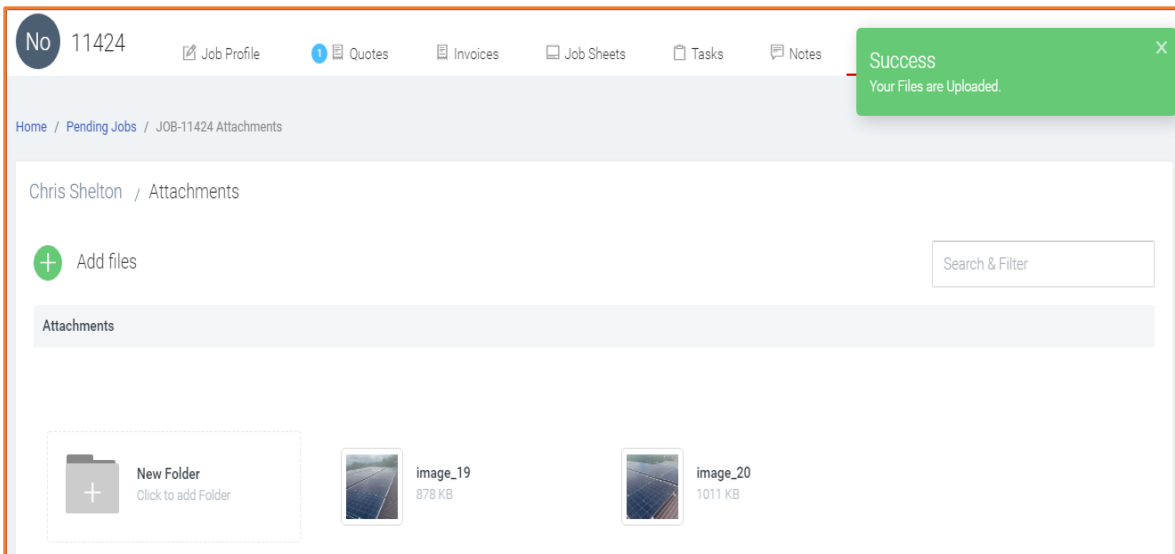 No 11424
Job Profile
1 Quotes
Invoices
Job Sheets
Tasks
Notes
Success
X
Your Files are Uploaded.
Home / Pending Jobs / JOB-11424 Attachments
Chris Shelton / Attachments
Add files
Search & Filter
Attachments
New Folder
Click to add Folder
image_19
878 KB
image_20
1011 KB